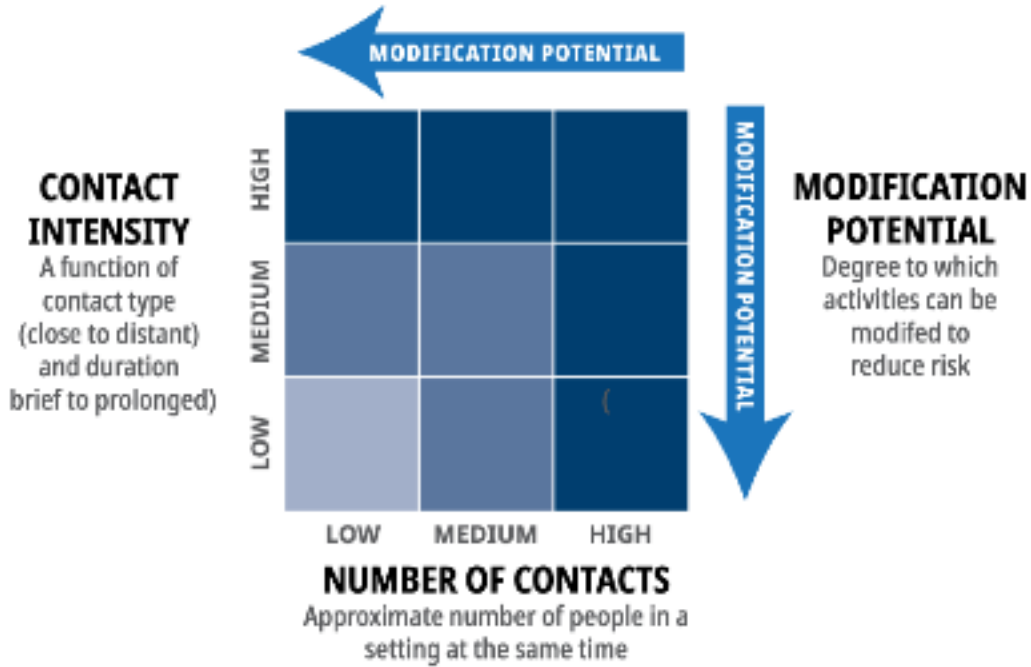 MODIFICATION POTENTIAL
CONTACT
INTENSITY
A function of
contact type
(close to distant)
and duration
brief to prolonged)
HIGH
MEDIUM
LOW
(
MODIFICATION POTENTIAL
MODIFICATION
POTENTIAL
Degree to which
activities can be
modifed to
reduce risk
LOW MEDIUM HIGH
NUMBER OF CONTACTS
Approximate number of people in a
setting at the same time